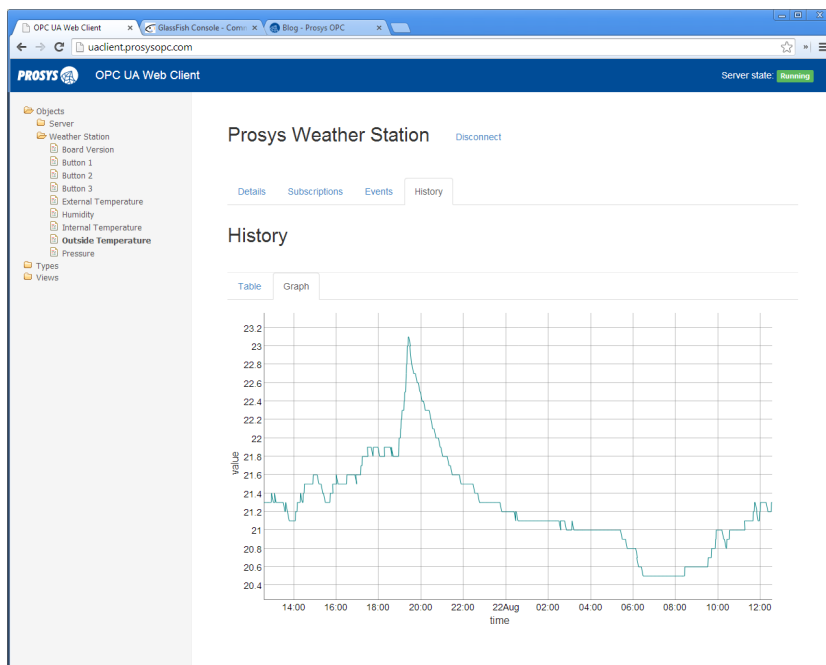 OPC UA Web Client
GlassFish Console - Comm
Blog - Prosys OPC
uaclient.prosysopc.com
PROSYS
OPC UA Web Client
Server state: Running
Objects
Server
Weather Station
Board Version
Button 1
Button 2
Button 3
External Temperature
Humidity
Internal Temperature
Outside Temperature
Pressure
Types
Views
Prosys Weather Station
Disconnect
Details Subscriptions Events History
History
Table Graph
23.2
23
22.8
22.6
22.4
22.2
22
21.8
21.6
21.4
21.2
21
20.8
20.6
20.4
value
14:00 16:00 18:00 20:00 22:00 22Aug 02:00 04:00 06:00 08:00 10:00 12:00
time